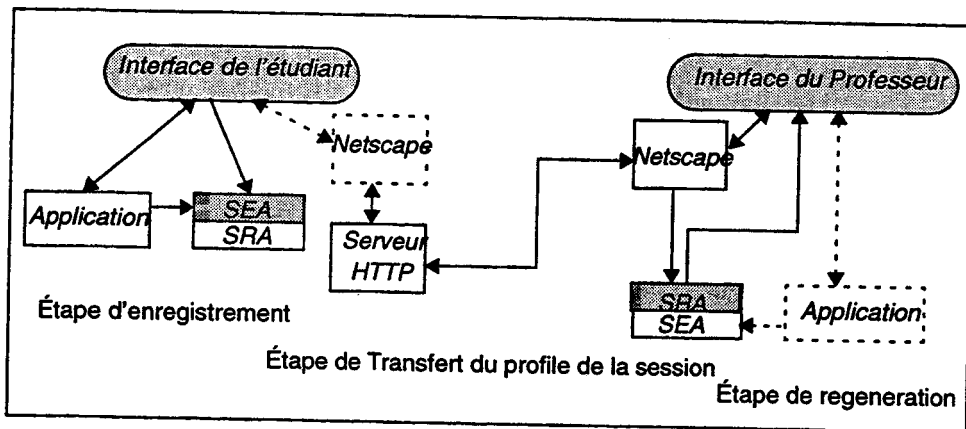 Interface de l'étudiant
Interface du Professeur
Netscape
Netscape
Application
SEA
SRA
Serveur
HTTP
SRA
SEA
Application
Étape d'enregistrement
Étape de Transfert du profile de la session
Étape de regeneration